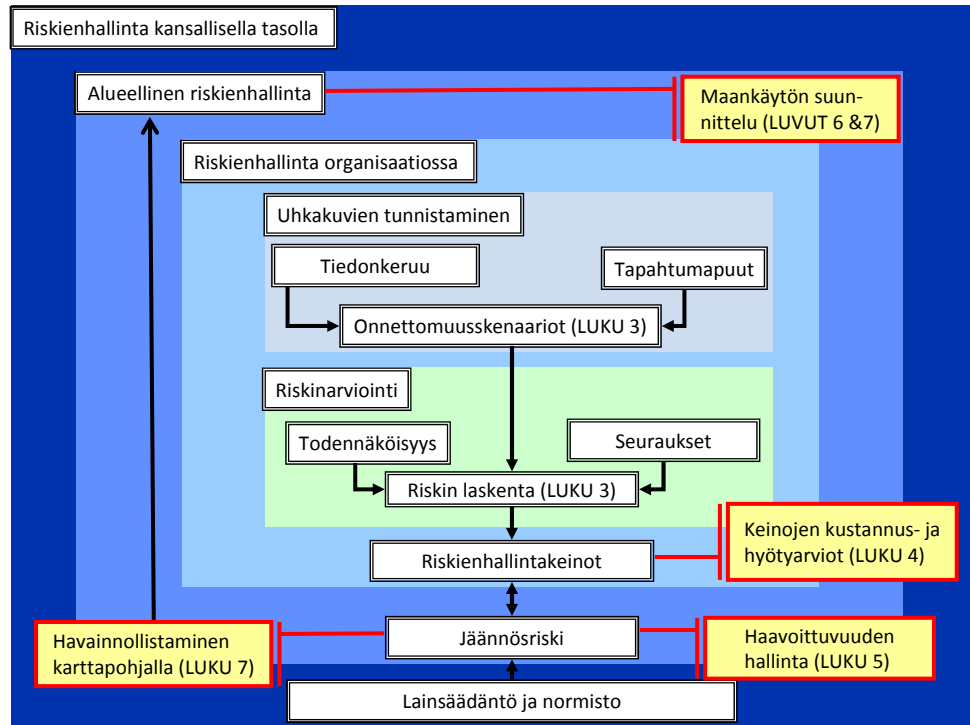 Riskienhallinta kansallisella tasolla
Alueellinen riskienhallinta
Maankäytön suun-
nittelu (LUVUT 6 &7)
Riskienhallinta organisaatiossa
Uhkakuvien tunnistaminen
Tiedonkeruu
Tapahtumapuut
Onnettomuusskenaariot (LUKU 3)
Riskinarviointi
Todennäköisyys
Seuraukset
Riskin laskenta (LUKU 3)
Keinojen kustannus- ja
hyötyarviot (LUKU 4)
Riskienhallintakeinot
Havainnollistaminen
karttapohjalla (LUKU 7)
Jäännösriski
Haavoittuvuuden
hallinta (LUKU 5)
Lainsäädäntö ja normisto